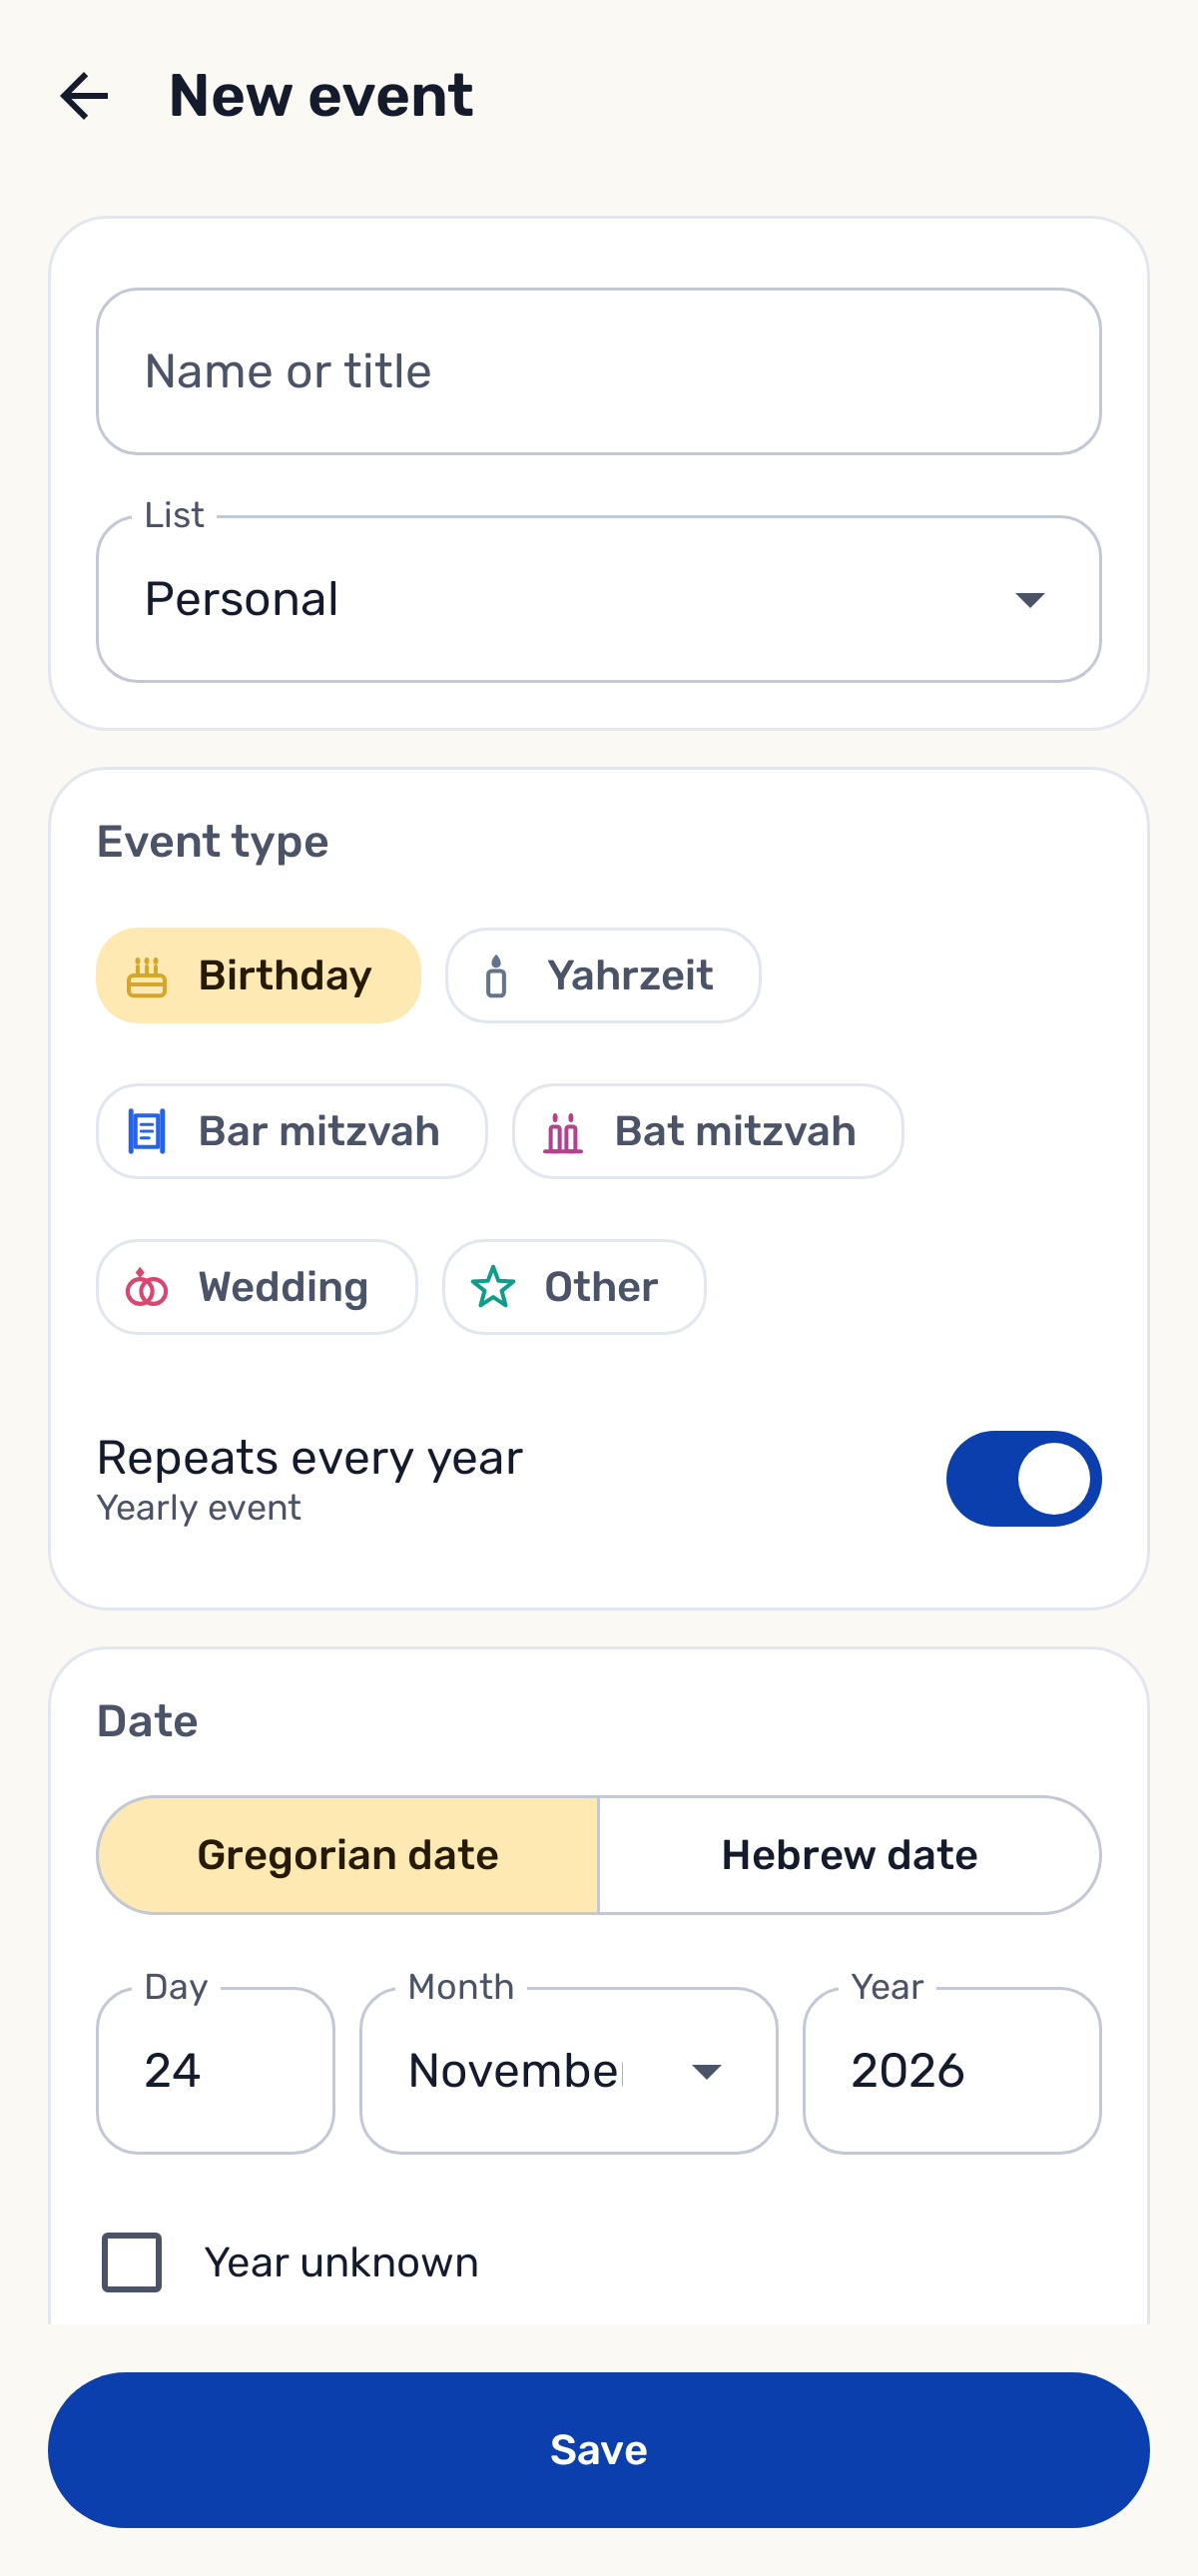 New event
Name or title
List
Personal
Event type
Birthday
Yahrzeit
Bar mitzvah
Bat mitzvah
Wedding
Other
Repeats every year
Yearly event
Date
Gregorian date
Hebrew date
Day
Month
Year
24
Novembe
2026
Year unknown
Save